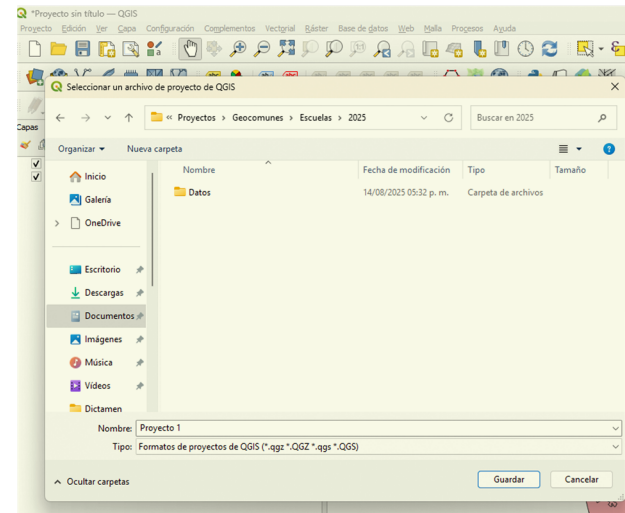 *Proyecto sin título — QGIS
Proyecto Edición Ver Capa Configuración Complementos Vectorial Ráster Base de datos Web Malla Procesos Ayuda
Seleccionar un archivo de proyecto de QGIS
« Proyectos › Geocomunes › Escuelas › 2025
Buscar en 2025
Capas
Organizar Nueva carpeta
Nombre Fecha de modificación Tipo Tamaño
Inicio
Datos 14/08/2025 05:32 p. m. Carpeta de archivos
Galería
OneDrive
Escritorio
Descargas
Documentos
Imágenes
Música
Vídeos
Dictamen
Nombre: Proyecto 1
Tipo: Formatos de proyectos de QGIS (*.qgz *.QGZ *.qgs *.QGS)
Ocultar carpetas
Guardar Cancelar